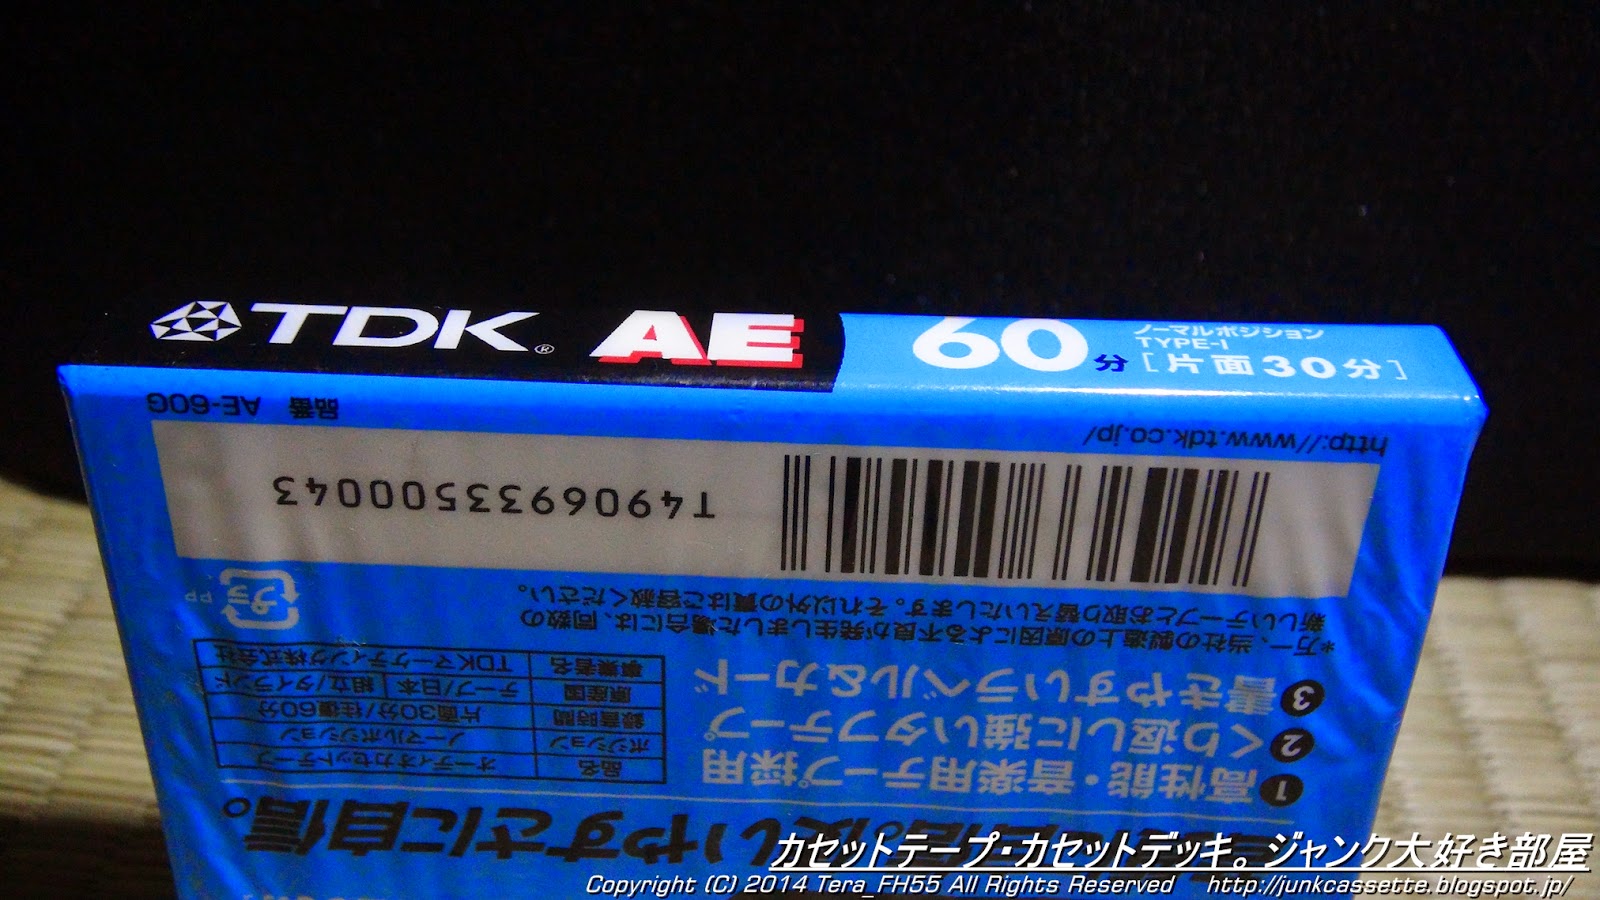 TDK® AE 60分 ノーマルポジション
TYPE-I
[片面30分]
に自信。
❶高性能・音楽用テープ採用
❷くり返しに強いタフテープ
❸書きやすいラベル&カード
*万一、当社の製造上の原因による不良が発生しました場合には、同数の
新しいテープとお取り替えいたします。それ以外の責はご容赦ください。
品名 オーディオカセットテープ
ポジション ノーマルポジション
録音時間 片面30分/往復60分
原産国 テープ/日本 組立/タイランド
事業者名 TDKマーケティング株式会社
プラ PP
T4906933500043
http://www.tdk.co.jp/
品番 AE-60G
カセットテープ・カセットデッキ。ジャンク大好き部屋
Copyright (C) 2014 Tera_FH55 All Rights Reserved http://junkcassette.blogspot.jp/